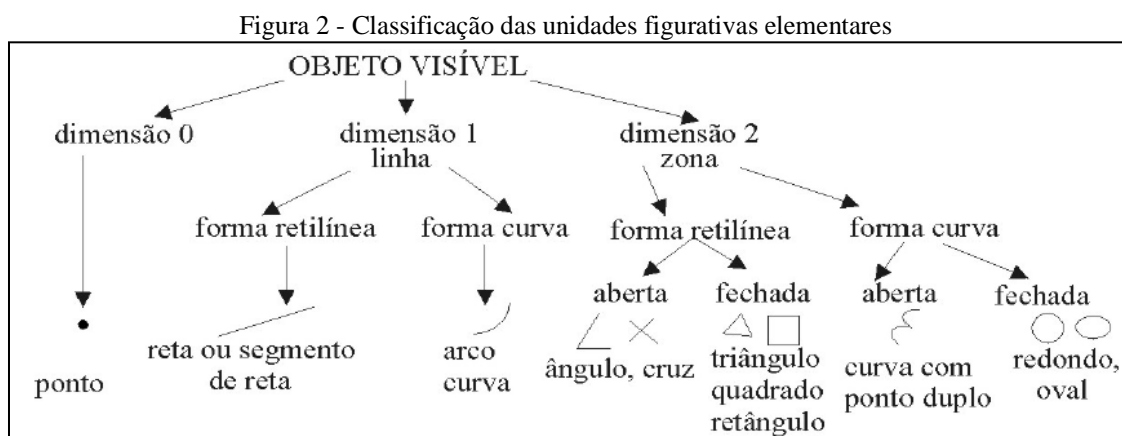 Figura 2 - Classificação das unidades figurativas elementares
OBJETO VISÍVEL
dimensão 0
dimensão 1
linha
dimensão 2
zona
forma retilínea
forma curva
forma retilínea
forma curva
aberta
fechada
aberta
fechada
ponto
reta ou segmento
de reta
arco
curva
ângulo, cruz
triângulo
quadrado
retângulo
curva com
ponto duplo
redondo,
oval